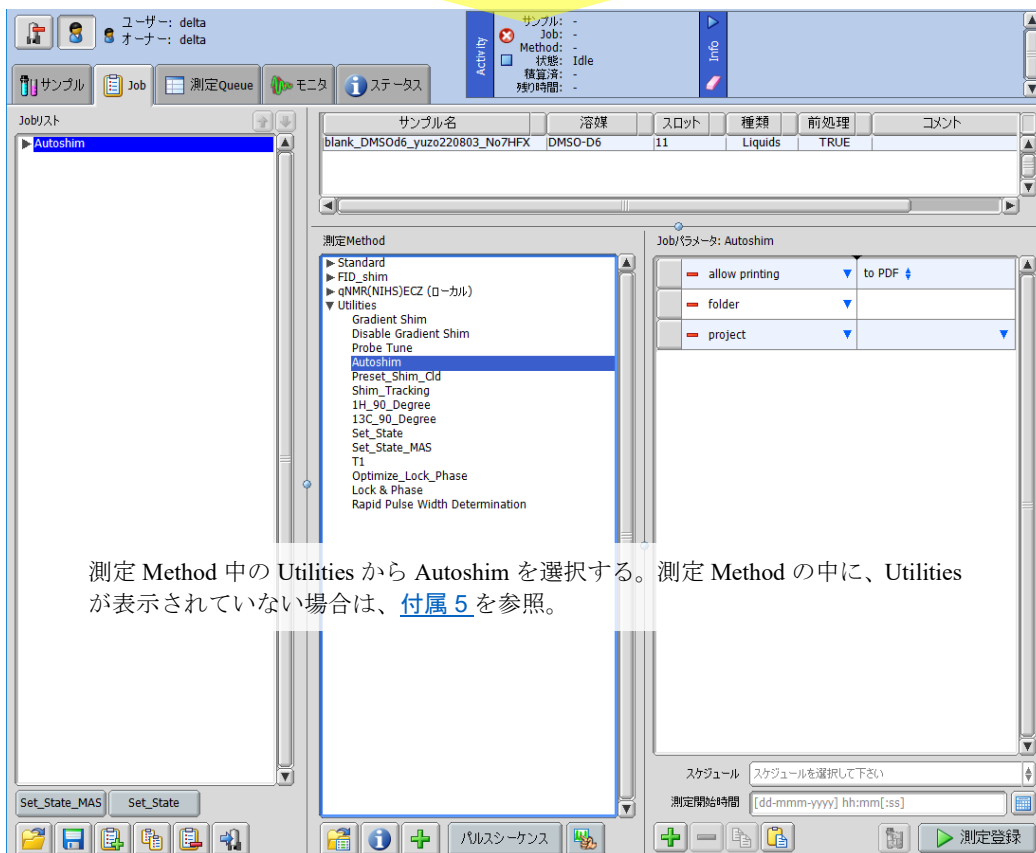 ユーザー: delta
オーナー: delta
Activity
サンプル: -
Job: -
Method: -
状態: Idle
積算済: -
残り時間: -
Info
サンプル
Job
測定Queue
モニタ
ステータス
Jobリスト
Autoshim
サンプル名 溶媒 スロット 種類 前処理 コメント
blank_DMSOd6_yuzo220803_No7HFX DMSO-D6 11 Liquids TRUE
測定Method
Standard
FID_shim
qNMR(NIHS)ECZ (ローカル)
Utilities
Gradient Shim
Disable Gradient Shim
Probe Tune
Autoshim
Preset_Shim_Cld
Shim_Tracking
1H_90_Degree
13C_90_Degree
Set_State
Set_State_MAS
T1
Optimize_Lock_Phase
Lock & Phase
Rapid Pulse Width Determination
Jobパラメータ: Autoshim
allow printing to PDF
folder
project
測定 Method 中の Utilities から Autoshim を選択する。測定 Method の中に、Utilities
が表示されていない場合は、付属 5 を参照。
スケジュール スケジュールを選択して下さい
測定開始時間 [dd-mmm-yyyy] hh:mm[:ss]
Set_State_MAS Set_State
パルスシーケンス
測定登録